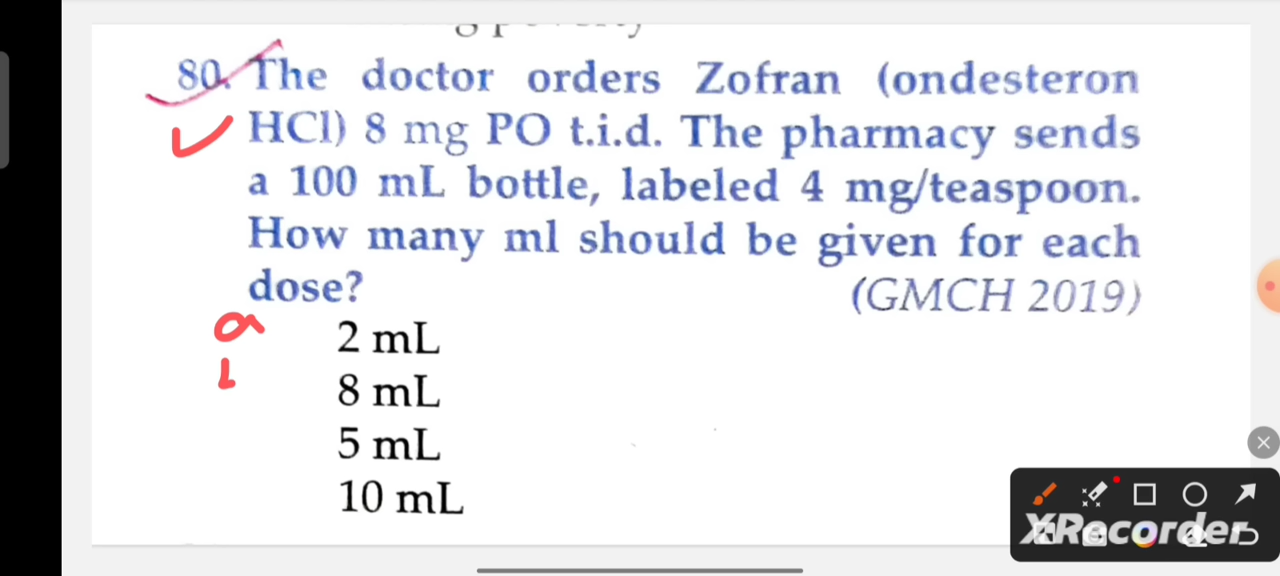 80. The doctor orders Zofran (ondesteron
HCl) 8 mg PO t.i.d. The pharmacy sends
a 100 mL bottle, labeled 4 mg/teaspoon.
How many ml should be given for each
dose? (GMCH 2019)
a 2 mL
8 mL
5 mL
10 mL
XRecorder